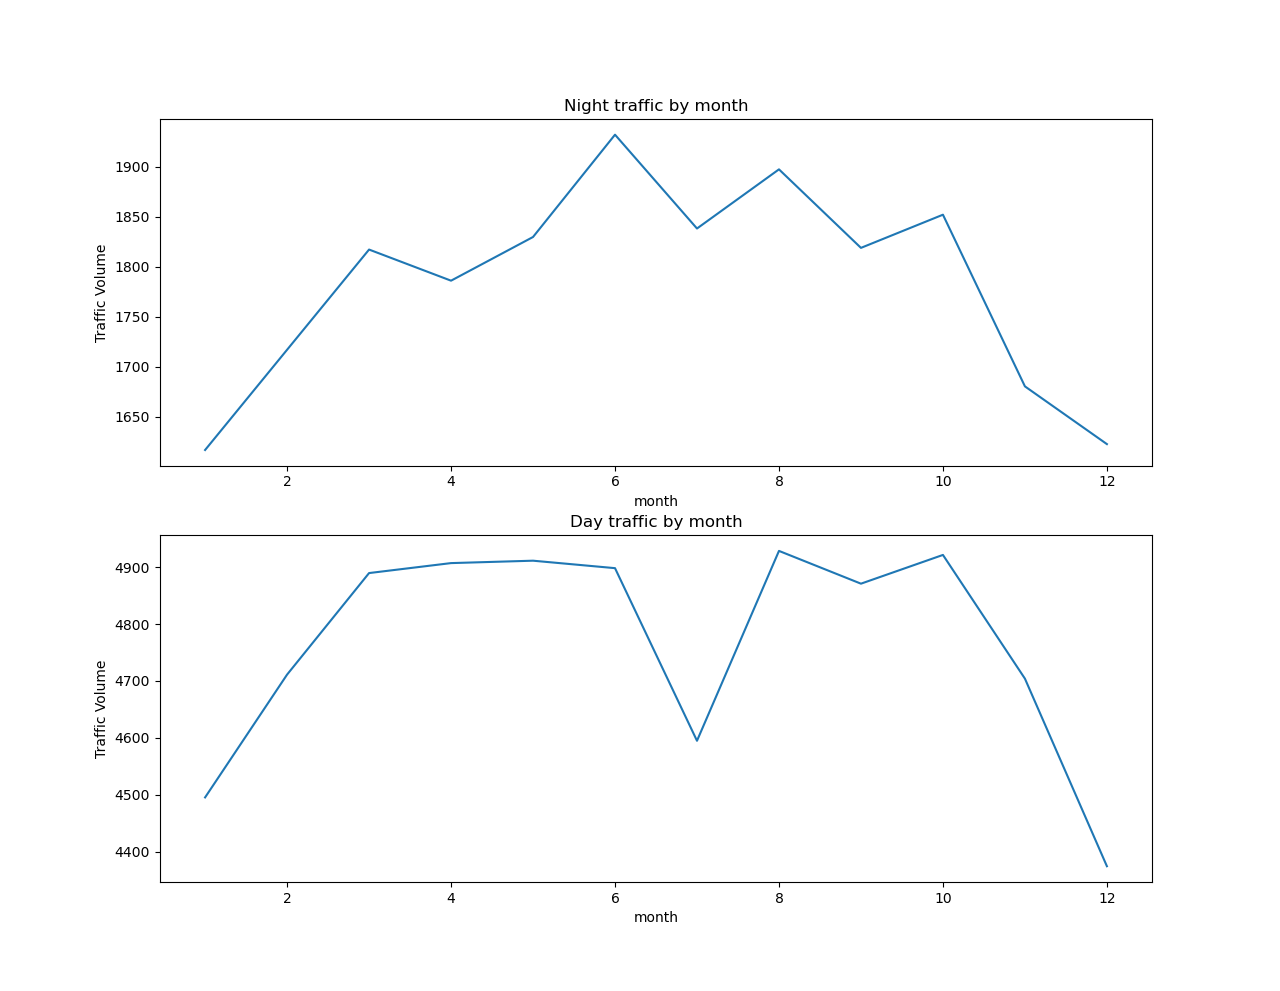 Night traffic by month
1900
1850
1800
1750
1700
1650
Traffic Volume
2 4 6 8 10 12
month
Day traffic by month
4900
4800
4700
4600
4500
4400
Traffic Volume
2 4 6 8 10 12
month